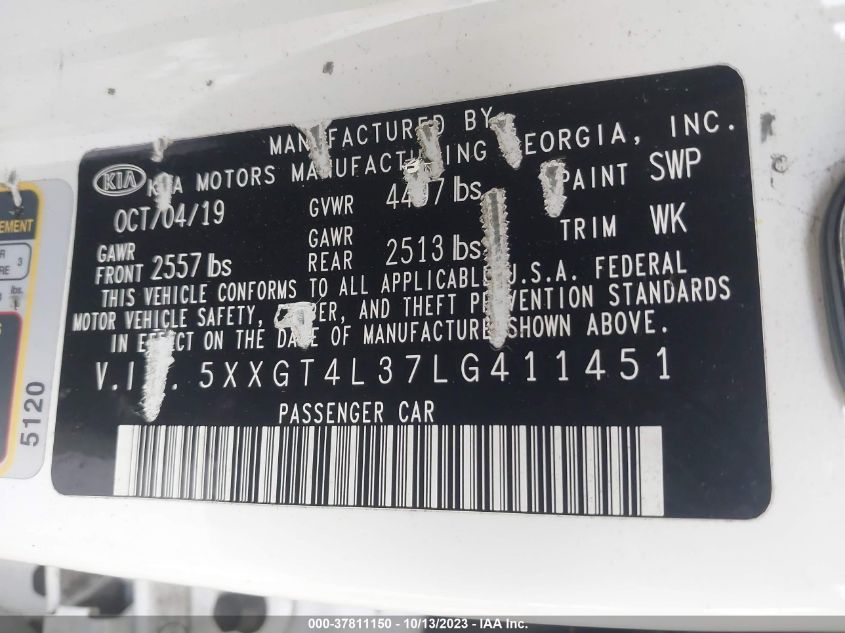 MANUFACTURED BY
KIA KIA MOTORS MANUFACTURING GEORGIA, INC.
OCT/04/19 GVWR PAINT SWP
GAWR FRONT 2557 lbs GAWR REAR 2513 lbs TRIM WK
THIS VEHICLE CONFORMS TO ALL APPLICABLE U.S.A. FEDERAL
MOTOR VEHICLE SAFETY, BUMPER, AND THEFT PREVENTION STANDARDS
IN EFFECT ON THE DATE OF MANUFACTURE SHOWN ABOVE.
V.I. 5XXGT4L37LG411451
PASSENGER CAR
5120
000-37811150 - 10/13/2023 - IAA Inc.